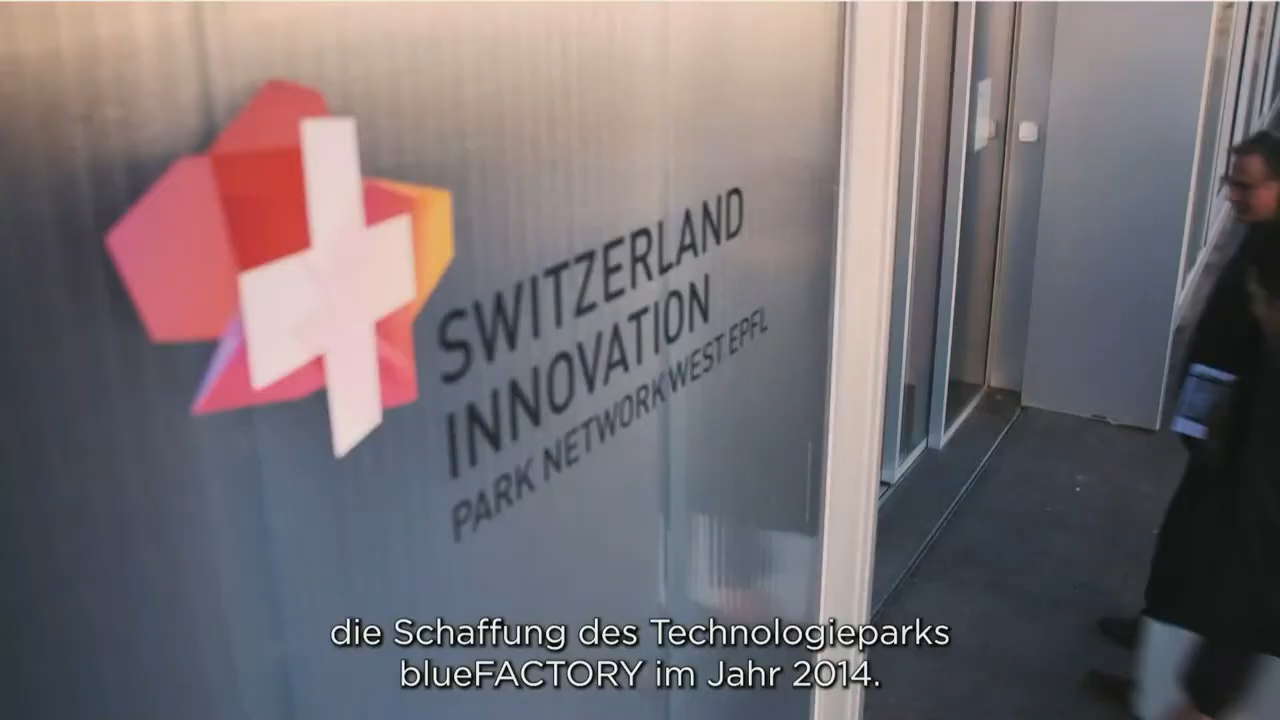 SWITZERLAND
INNOVATION
PARK NETWORK WEST EPFL
die Schaffung des Technologieparks
blueFACTORY im Jahr 2014.